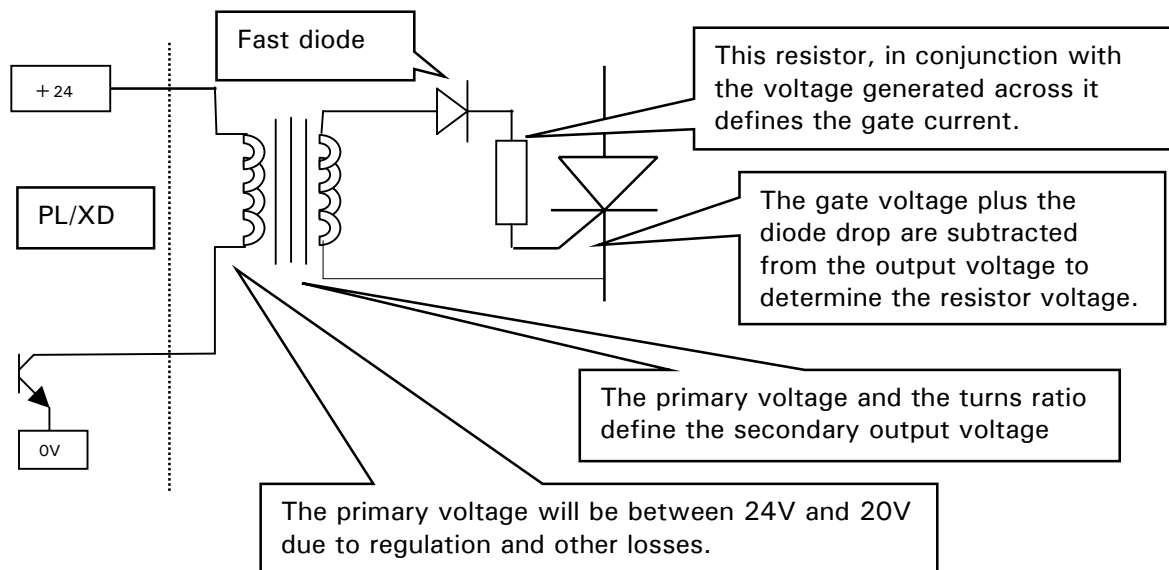 Fast diode
This resistor, in conjunction with
the voltage generated across it
defines the gate current.
+24
PL/XD
The gate voltage plus the
diode drop are subtracted
from the output voltage to
determine the resistor voltage.
The primary voltage and the turns ratio
define the secondary output voltage
0V
The primary voltage will be between 24V and 20V
due to regulation and other losses.